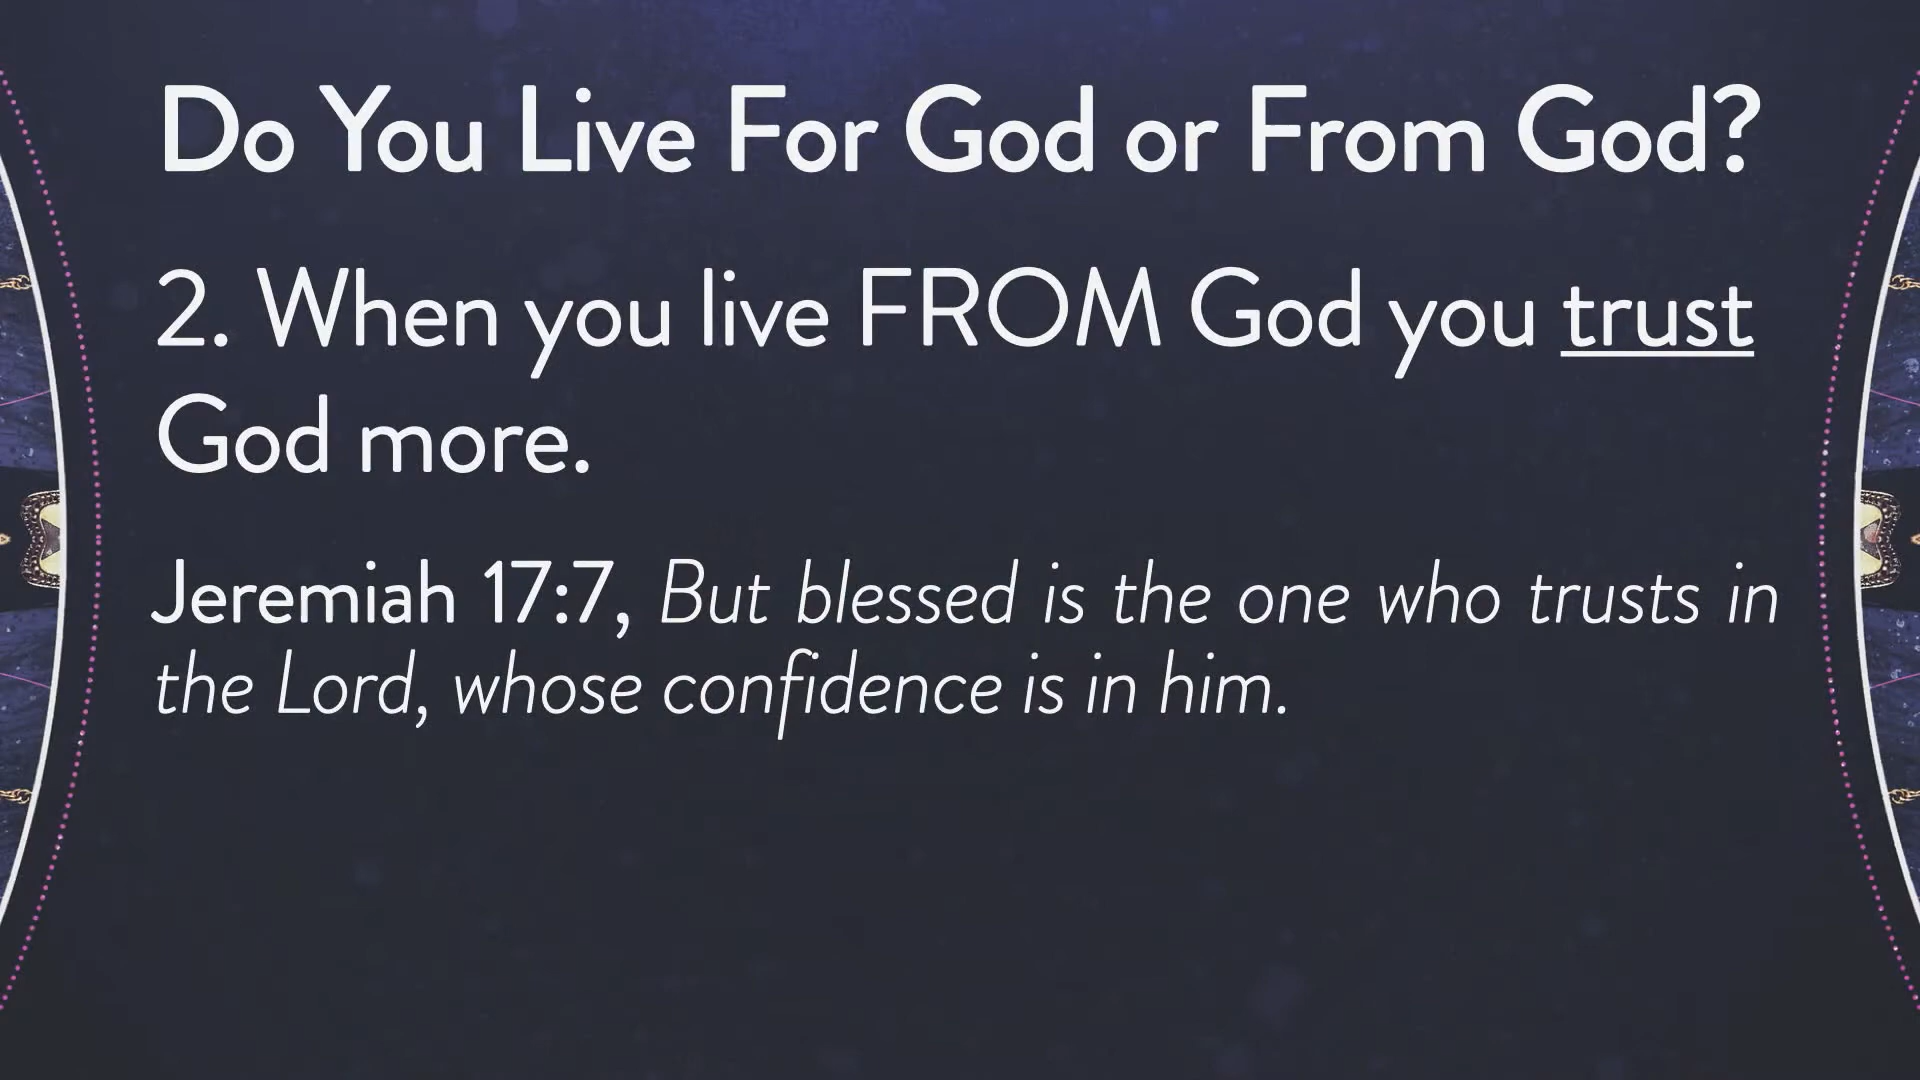 Do You Live For God or From God?
2. When you live FROM God you trust
God more.
Jeremiah 17:7, But blessed is the one who trusts in
the Lord, whose confidence is in him.